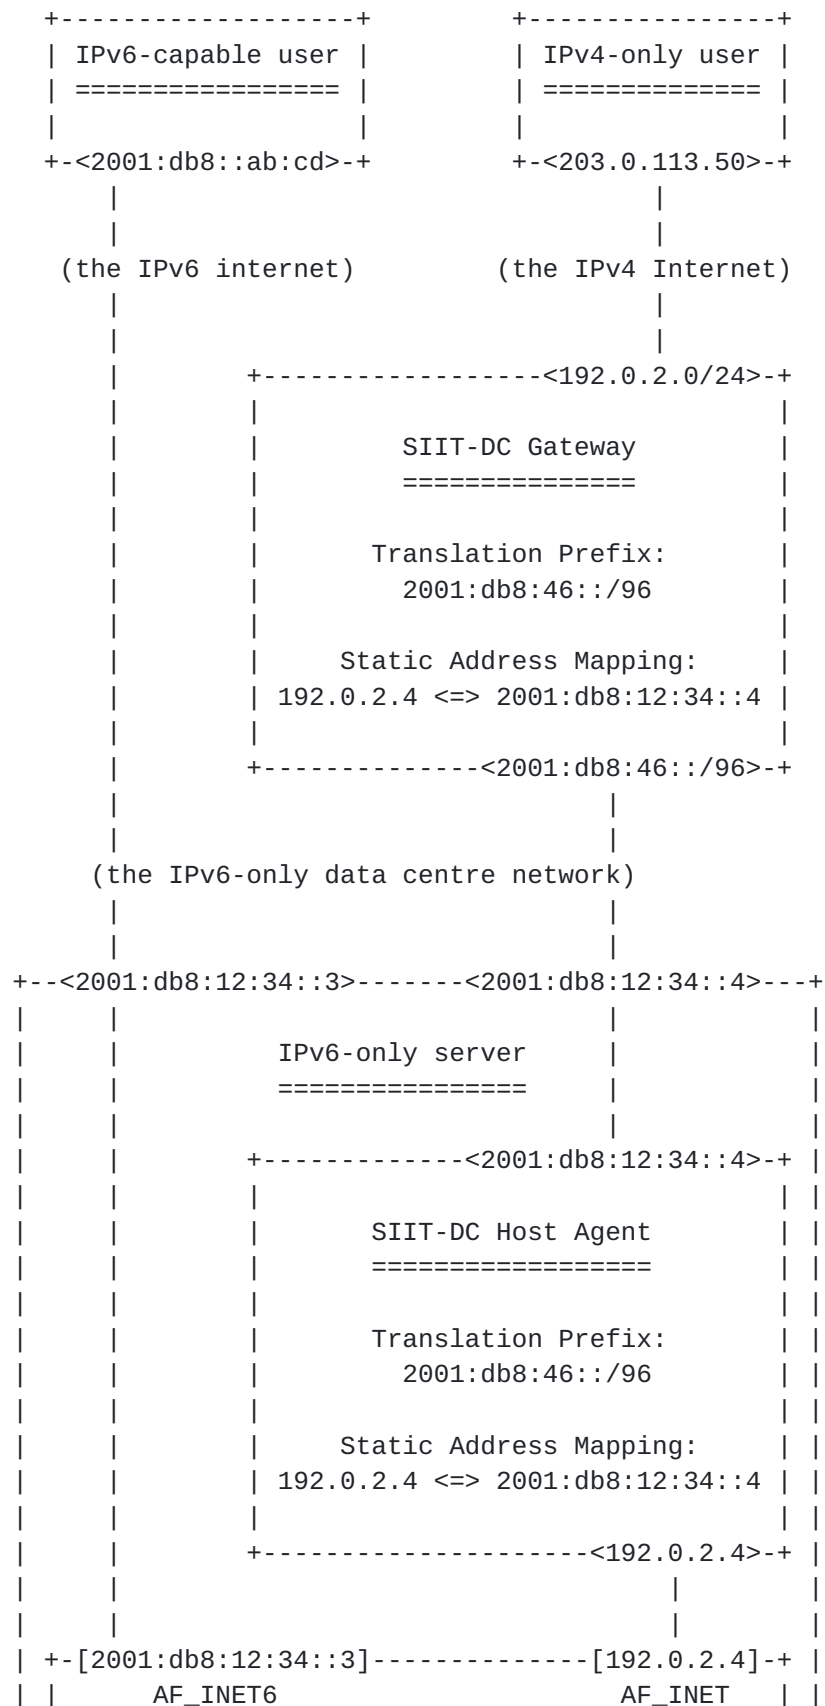 +-------------------+         +----------------+
| IPv6-capable user |         | IPv4-only user |
| ================= |         | ============== |
|                   |         |                |
+-<2001:db8::ab:cd>-+         +-<203.0.113.50>-+
    |                                  |
    |                                  |
 (the IPv6 internet)         (the IPv4 Internet)
    |                                  |
    |                                  |
    |        +------------------<192.0.2.0/24>-+
    |        |                                 |
    |        |         SIIT-DC Gateway         |
    |        |         ===============         |
    |        |                                 |
    |        |       Translation Prefix:       |
    |        |         2001:db8:46::/96        |
    |        |                                 |
    |        |     Static Address Mapping:     |
    |        | 192.0.2.4 <=> 2001:db8:12:34::4 |
    |        |                                 |
    |        +--------------<2001:db8:46::/96>-+
    |                               |
    |                               |
   (the IPv6-only data centre network)
    |                               |
    |                               |
+--<2001:db8:12:34::3>-------<2001:db8:12:34::4>---+
|     |                               |            |
|     |          IPv6-only server     |            |
|     |          ================     |            |
|     |                               |            |
|     |        +-------------<2001:db8:12:34::4>-+ |
|     |        |                                 | |
|     |        |       SIIT-DC Host Agent        | |
|     |        |       ==================        | |
|     |        |                                 | |
|     |        |       Translation Prefix:       | |
|     |        |         2001:db8:46::/96        | |
|     |        |                                 | |
|     |        |     Static Address Mapping:     | |
|     |        | 192.0.2.4 <=> 2001:db8:12:34::4 | |
|     |        |                                 | |
|     |        +---------------------<192.0.2.4>-+ |
|     |                                   |        |
|     |                                   |        |
| +-[2001:db8:12:34::3]--------------[192.0.2.4]-+ |
| |      AF_INET6                      AF_INET   | |